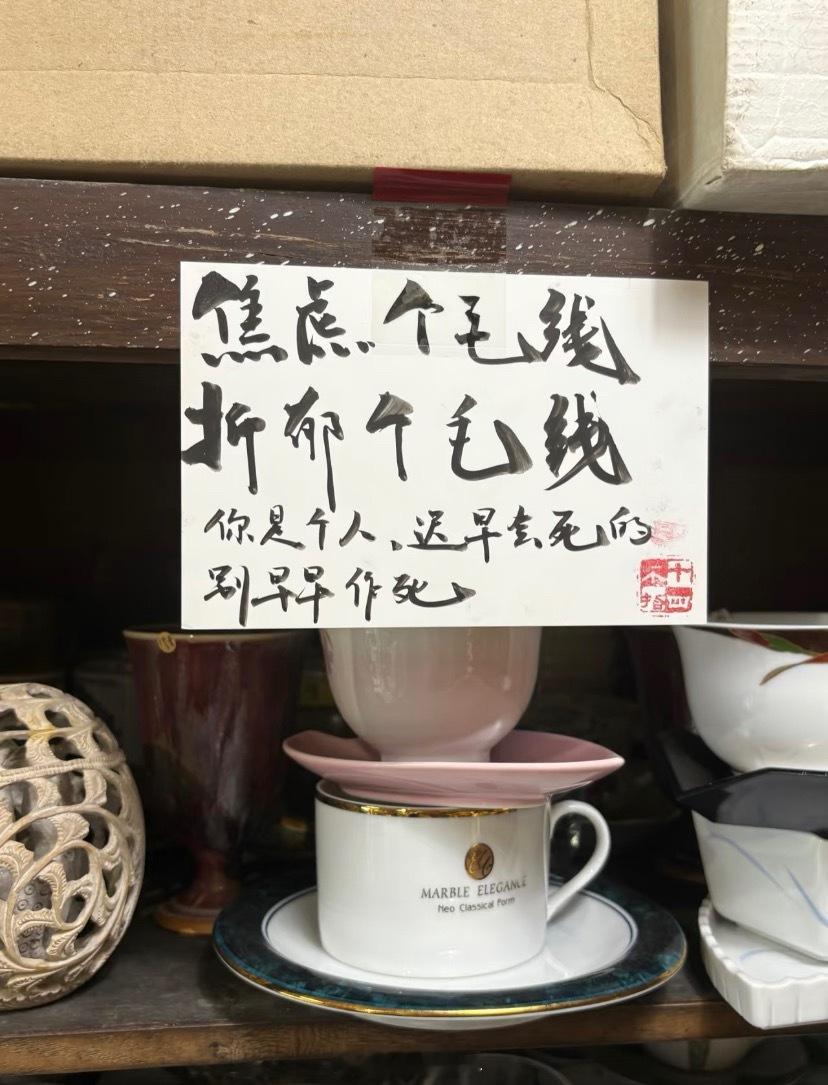 焦虑个毛线
抑郁个毛线
你是个人、迟早会死的
别早早作死
MARBLE ELEGANCE
Neo Classical Form